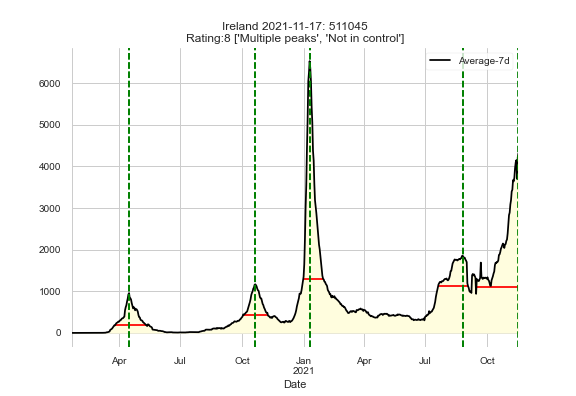 Ireland 2021-11-17: 511045
Rating:8 ['Multiple peaks', 'Not in control']
Average-7d
6000
5000
4000
3000
2000
1000
0
Apr
Jul
Oct
Jan
2021
Apr
Jul
Oct
Date